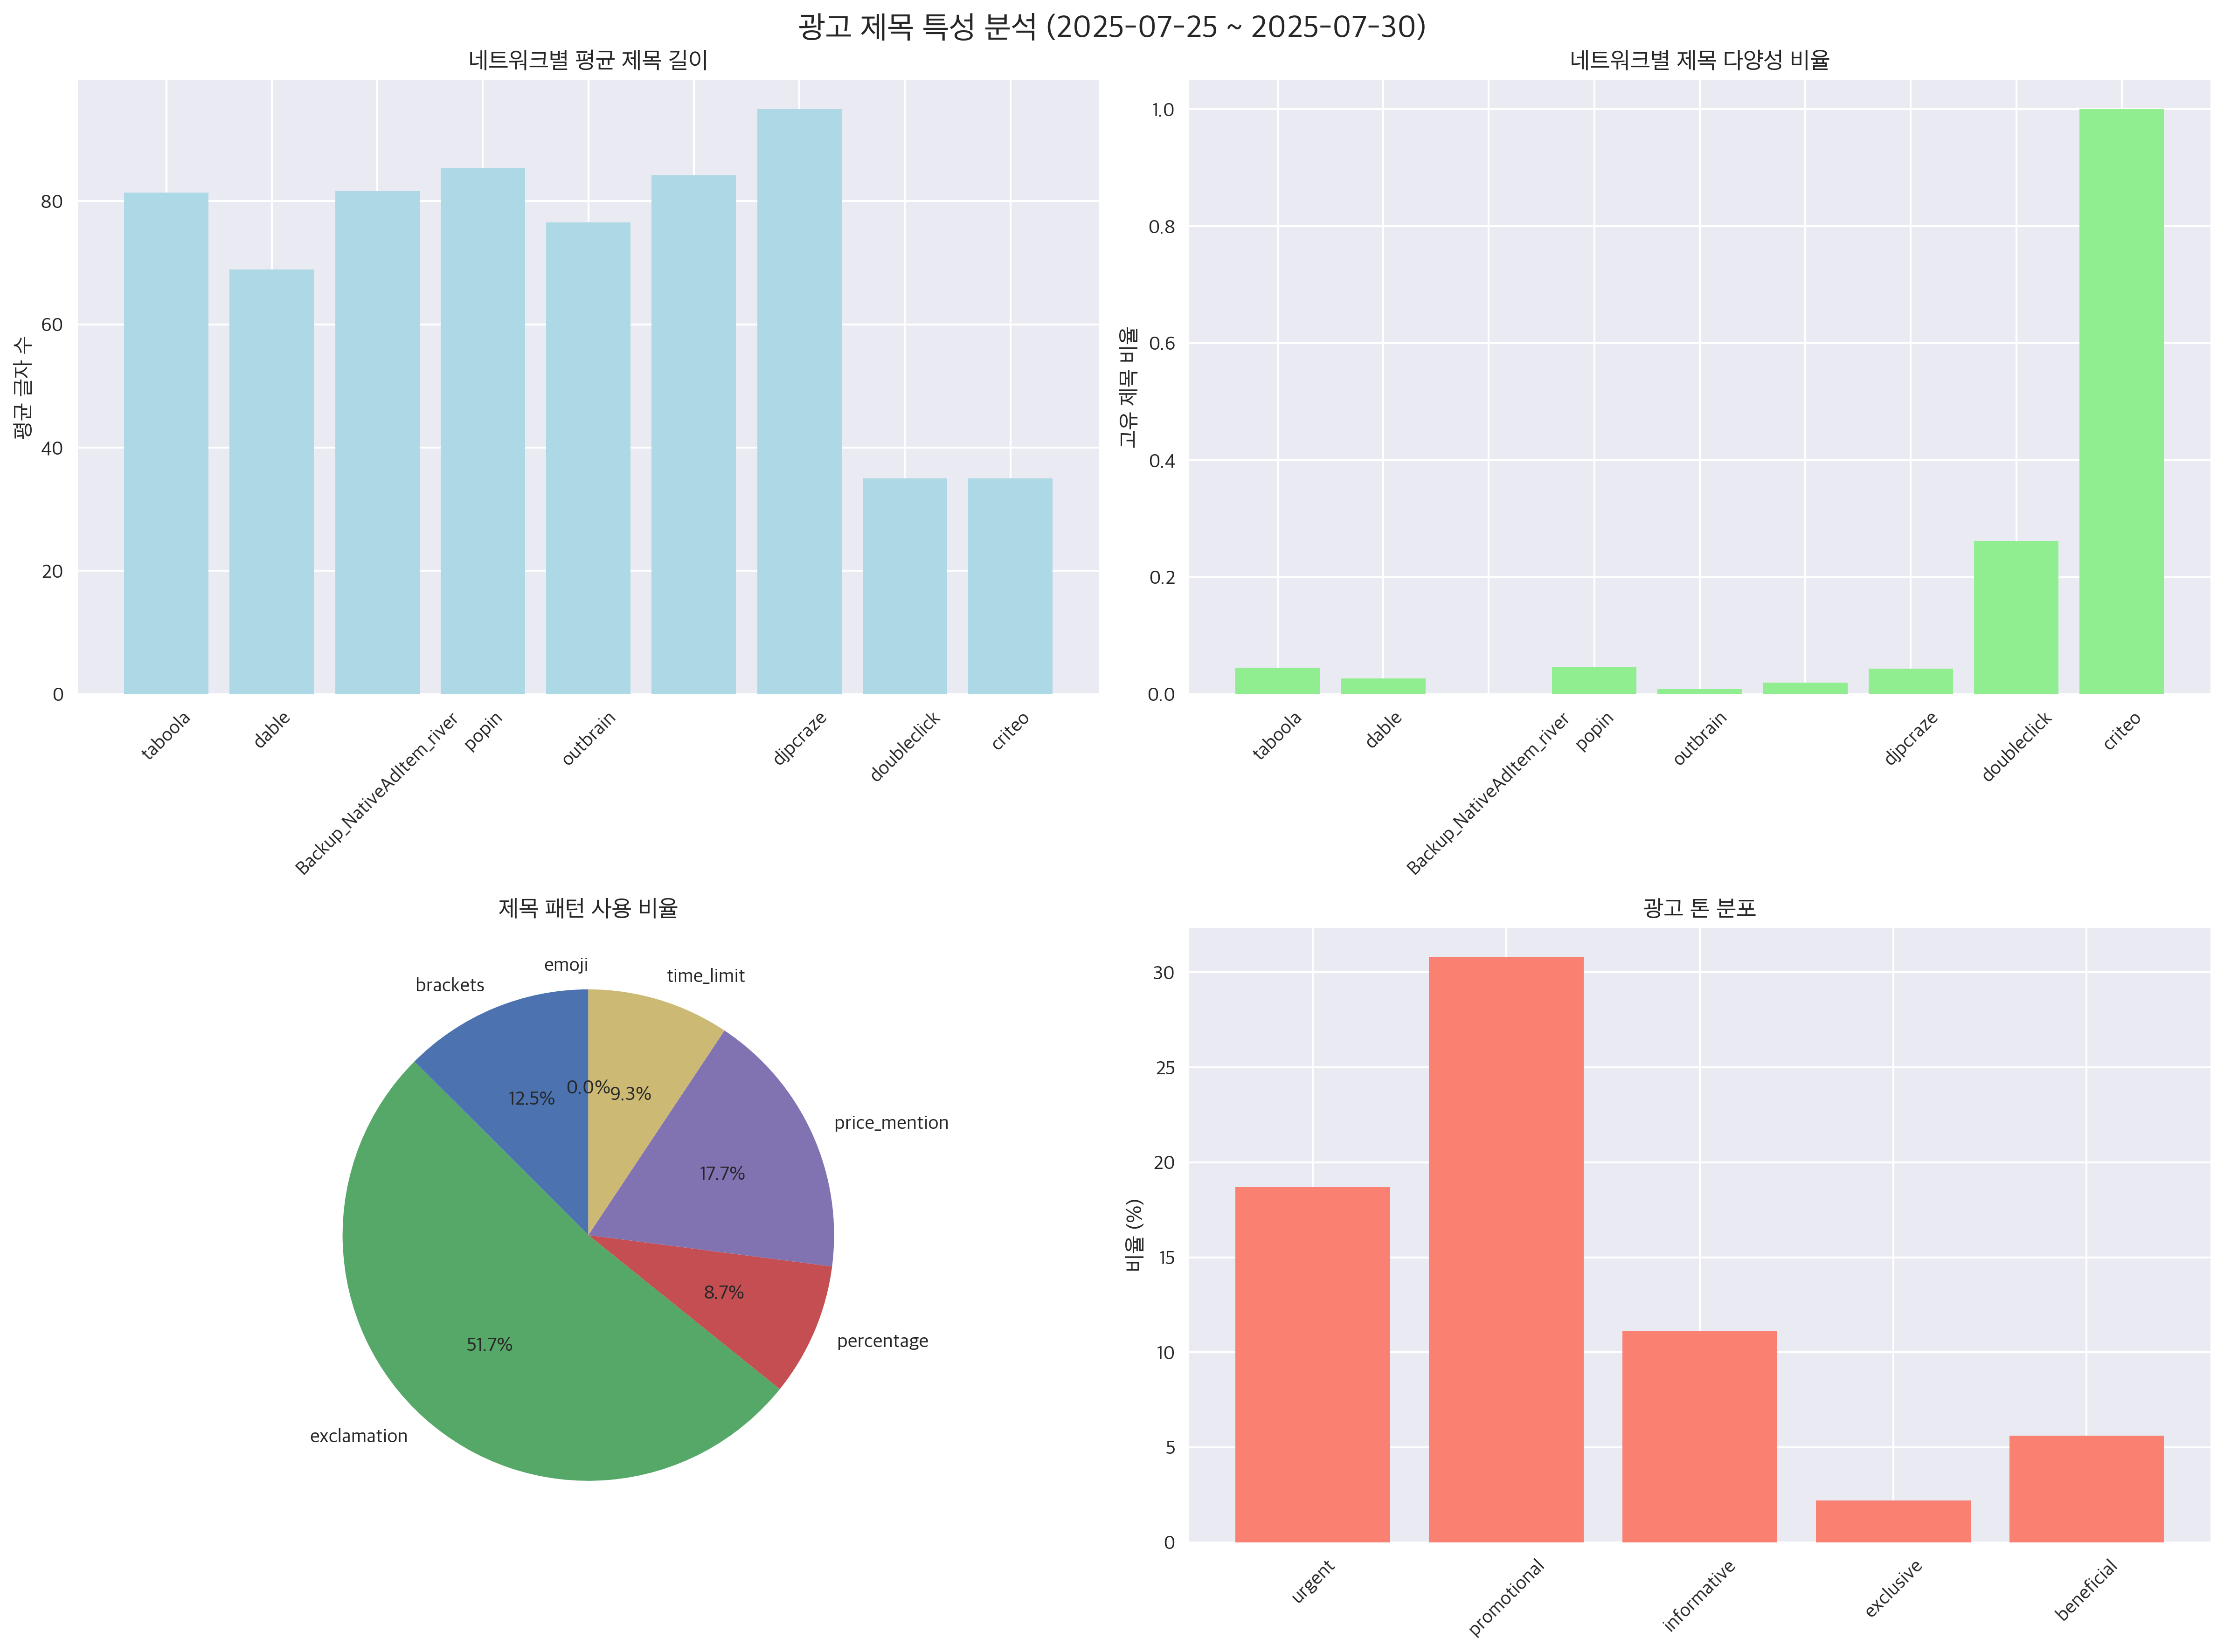 광고 제목 특성 분석 (2025-07-25 ~ 2025-07-30)
네트워크별 평균 제목 길이
평균 글자 수
80
60
40
20
0
taboola
dable
Backup_NativeAdItem_river
popin
outbrain
djpcraze
doubleclick
criteo
네트워크별 제목 다양성 비율
고유 제목 비율
1.0
0.8
0.6
0.4
0.2
0.0
taboola
dable
Backup_NativeAdItem_river
popin
outbrain
djpcraze
doubleclick
criteo
제목 패턴 사용 비율
emoji
time_limit
brackets
0.0%
9.3%
12.5%
price_mention
17.7%
8.7%
percentage
51.7%
exclamation
광고 톤 분포
비율 (%)
30
25
20
15
10
5
0
urgent
promotional
informative
exclusive
beneficial